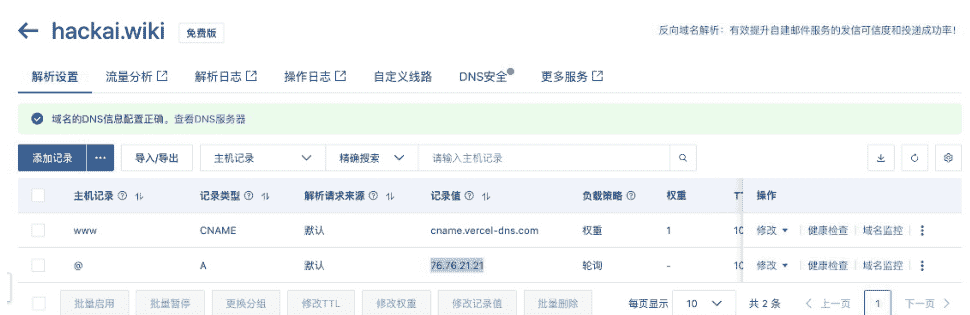 hackai.wiki 免费版 反向域名解析：有效提升自建邮件服务的发信可信度和投递成功率！
解析设置 流量分析 解析日志 操作日志 自定义线路 DNS安全 更多服务
域名的DNS信息配置正确。查看DNS服务器
添加记录 ··· 导入/导出 主机记录 精确搜索 请输入主机记录
主机记录 记录类型 解析请求来源 记录值 负载策略 权重 操作
www CNAME 默认 cname.vercel-dns.com 权重 1 10 修改 健康检查 域名监控
@ A 默认 76.76.21.21 轮询 - 10 修改 健康检查 域名监控
批量启用 批量暂停 更换分组 修改TTL 修改权重 修改记录值 批量删除 每页显示 10 共 2 条 上一页 1 下一页